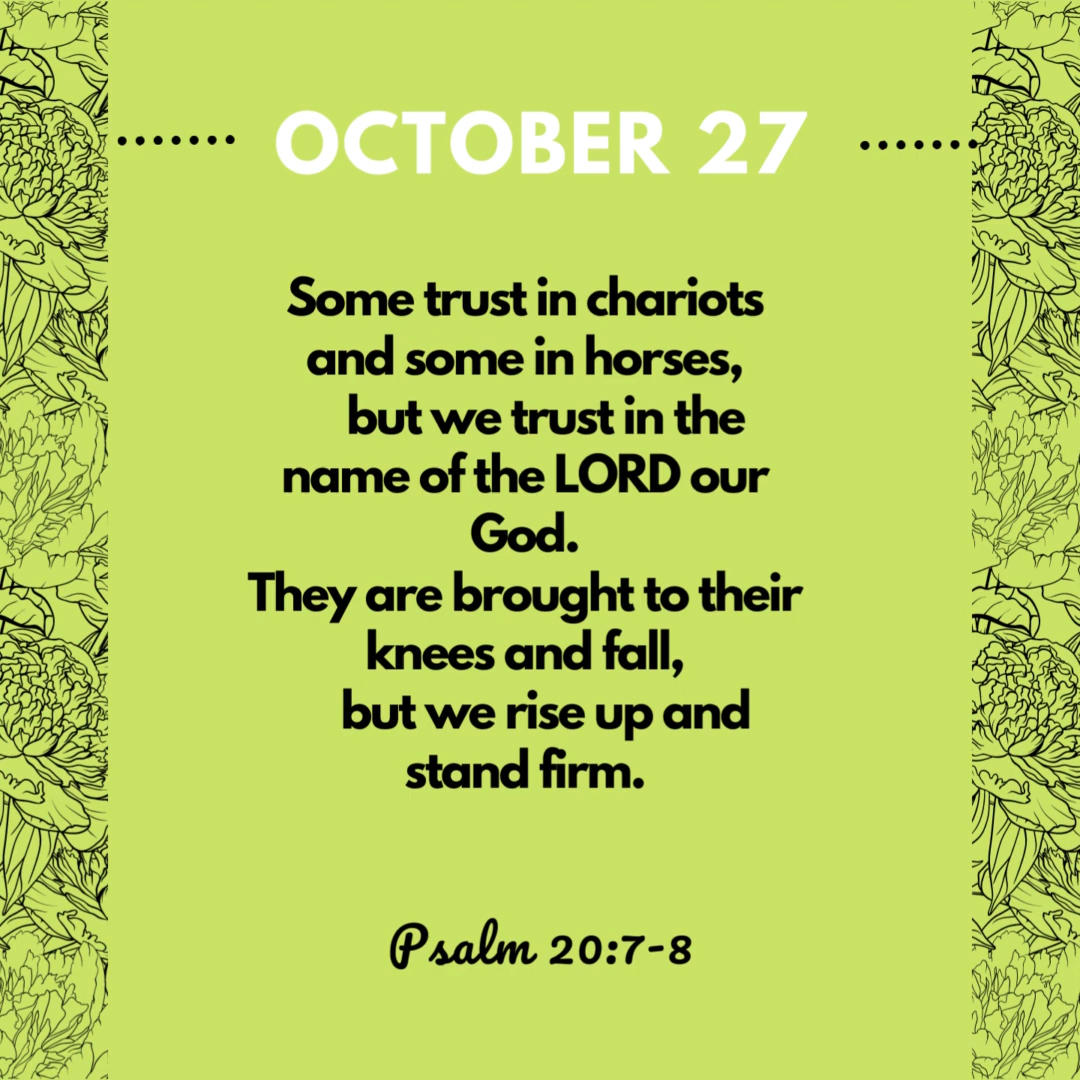 OCTOBER 27
Some trust in chariots
and some in horses,
but we trust in the
name of the LORD our
God.
They are brought to their
knees and fall,
but we rise up and
stand firm.
Psalm 20:7-8